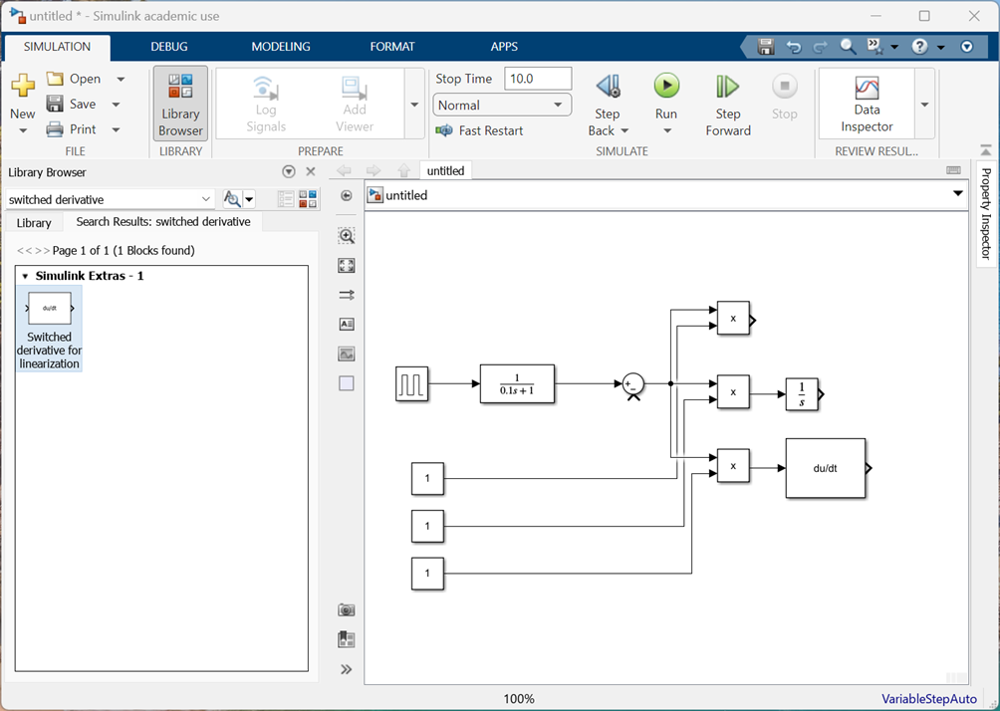 untitled * - Simulink academic use
SIMULATION
DEBUG
MODELING
FORMAT
APPS
New
Open
Save
Print
FILE
Library
Browser
LIBRARY
Log
Signals
Add
Viewer
PREPARE
Stop Time
10.0
Normal
Fast Restart
Step
Back
Run
Step
Forward
Stop
SIMULATE
Data
Inspector
REVIEW RESUL...
Library Browser
switched derivative
Library
Search Results: switched derivative
<< >> Page 1 of 1 (1 Blocks found)
Simulink Extras - 1
du/dt
Switched
derivative for
linearization
untitled
untitled
Property Inspector
x
1
0.1s + 1
+
−
x
1
s
x
du/dt
1
1
1
100%
VariableStepAuto